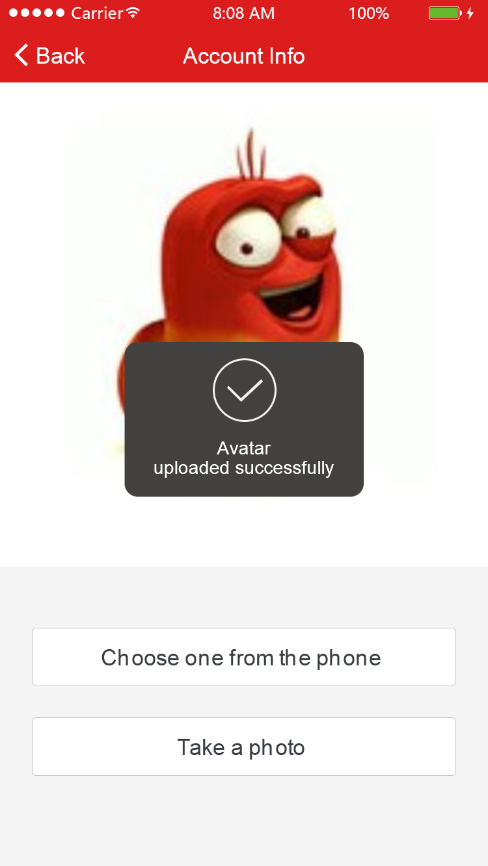 Carrier 8:08 AM 100%
Back Account Info
Avatar
uploaded successfully
Choose one from the phone
Take a photo